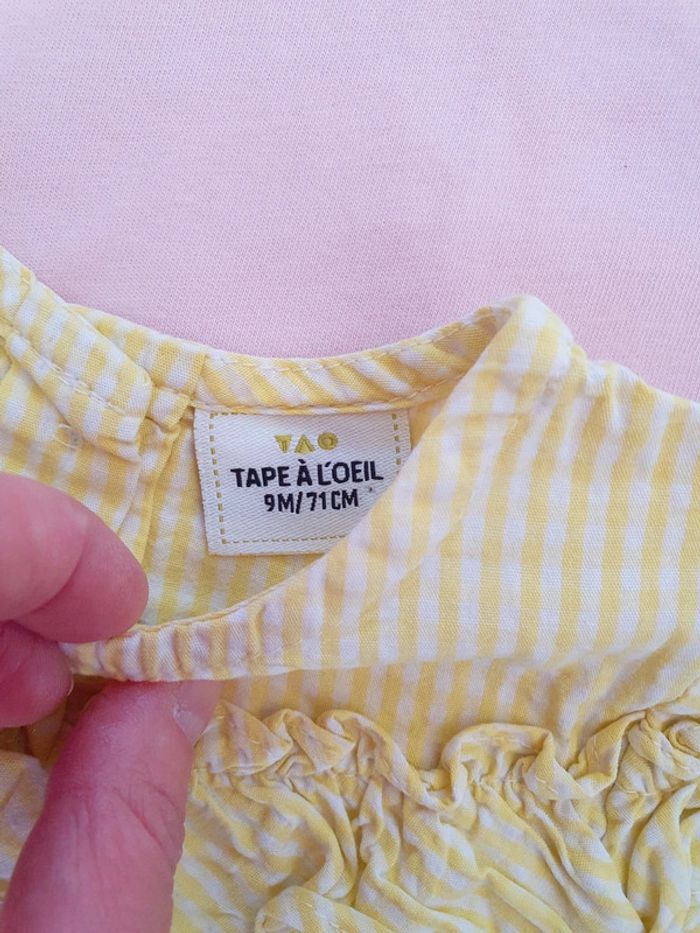 TAO
TAPE À L'OEIL
9M/71CM